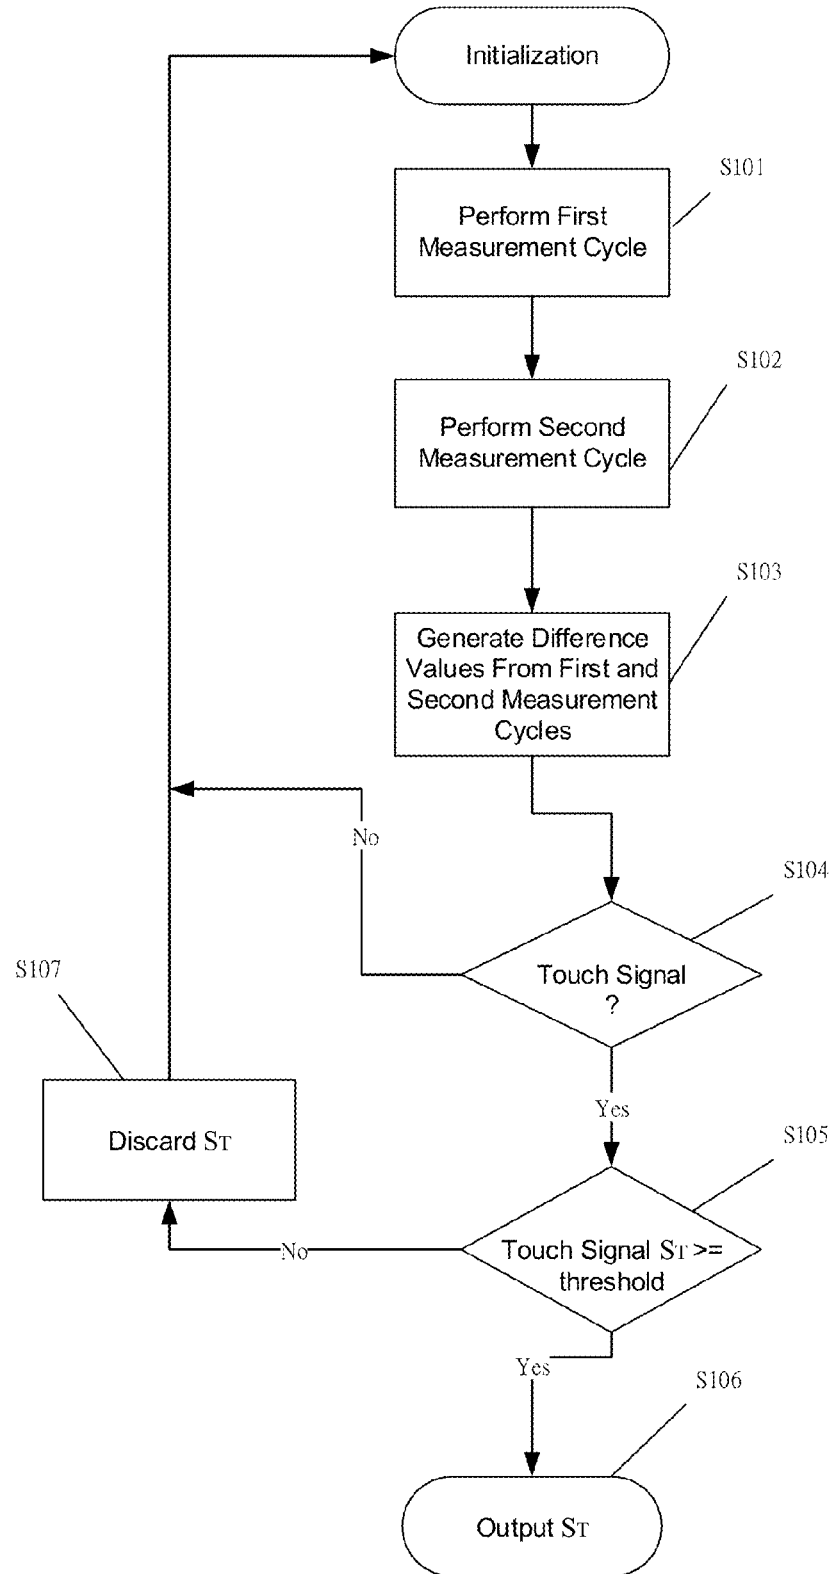 Initialization
S101
Perform First
Measurement Cycle
S102
Perform Second
Measurement Cycle
S103
Generate Difference
Values From First and
Second Measurement
Cycles
No
S104
Touch Signal
?
S107
Discard ST
Yes
S105
Touch Signal ST >=
threshold
No
Yes
S106
Output ST